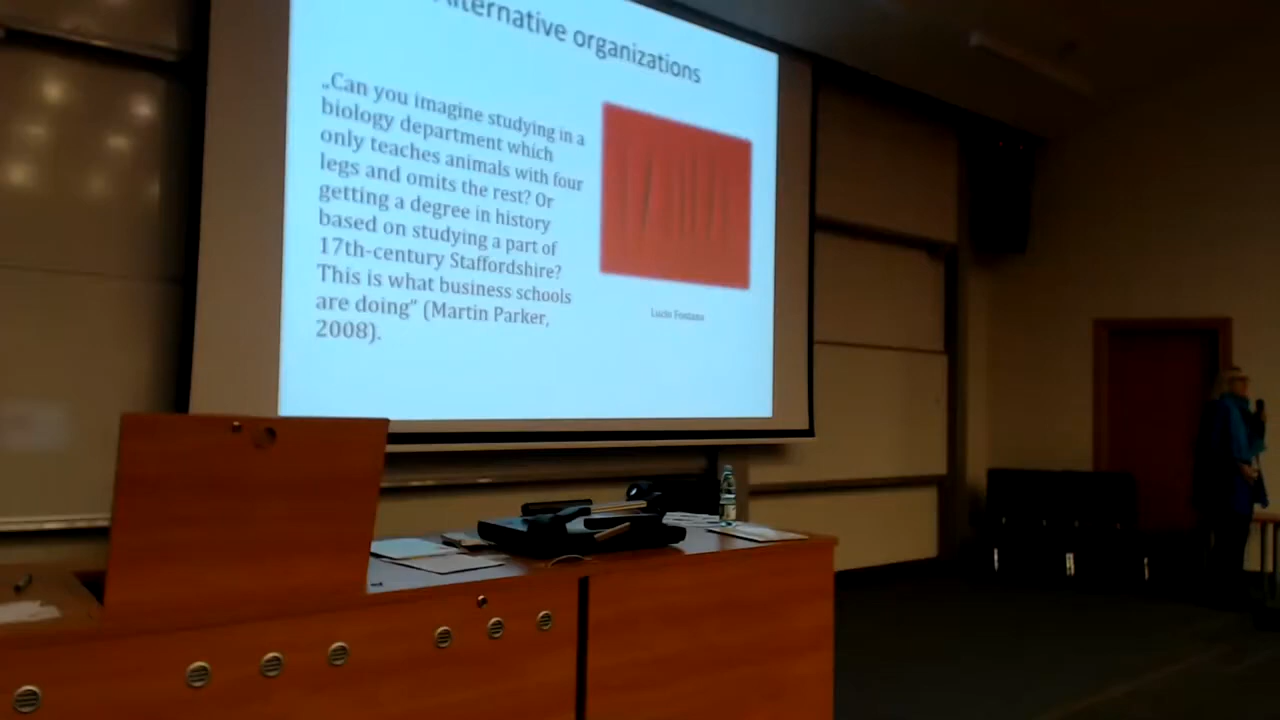 Alternative organizations
„Can you imagine studying in a
biology department which
only teaches animals with four
legs and omits the rest? Or
getting a degree in history
based on studying a part of
17th-century Staffordshire?
This is what business schools
are doing" (Martin Parker,
2008).
Lucio Fontana